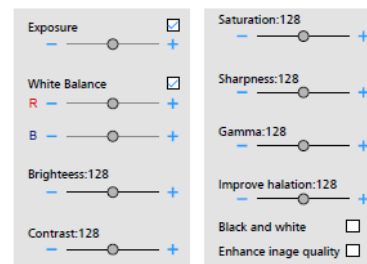 Exposure
White Balance
R
B
Brighteess:128
Contrast:128
Saturation:128
Sharpness:128
Gamma:128
Improve halation:128
Black and white
Enhance inage quality